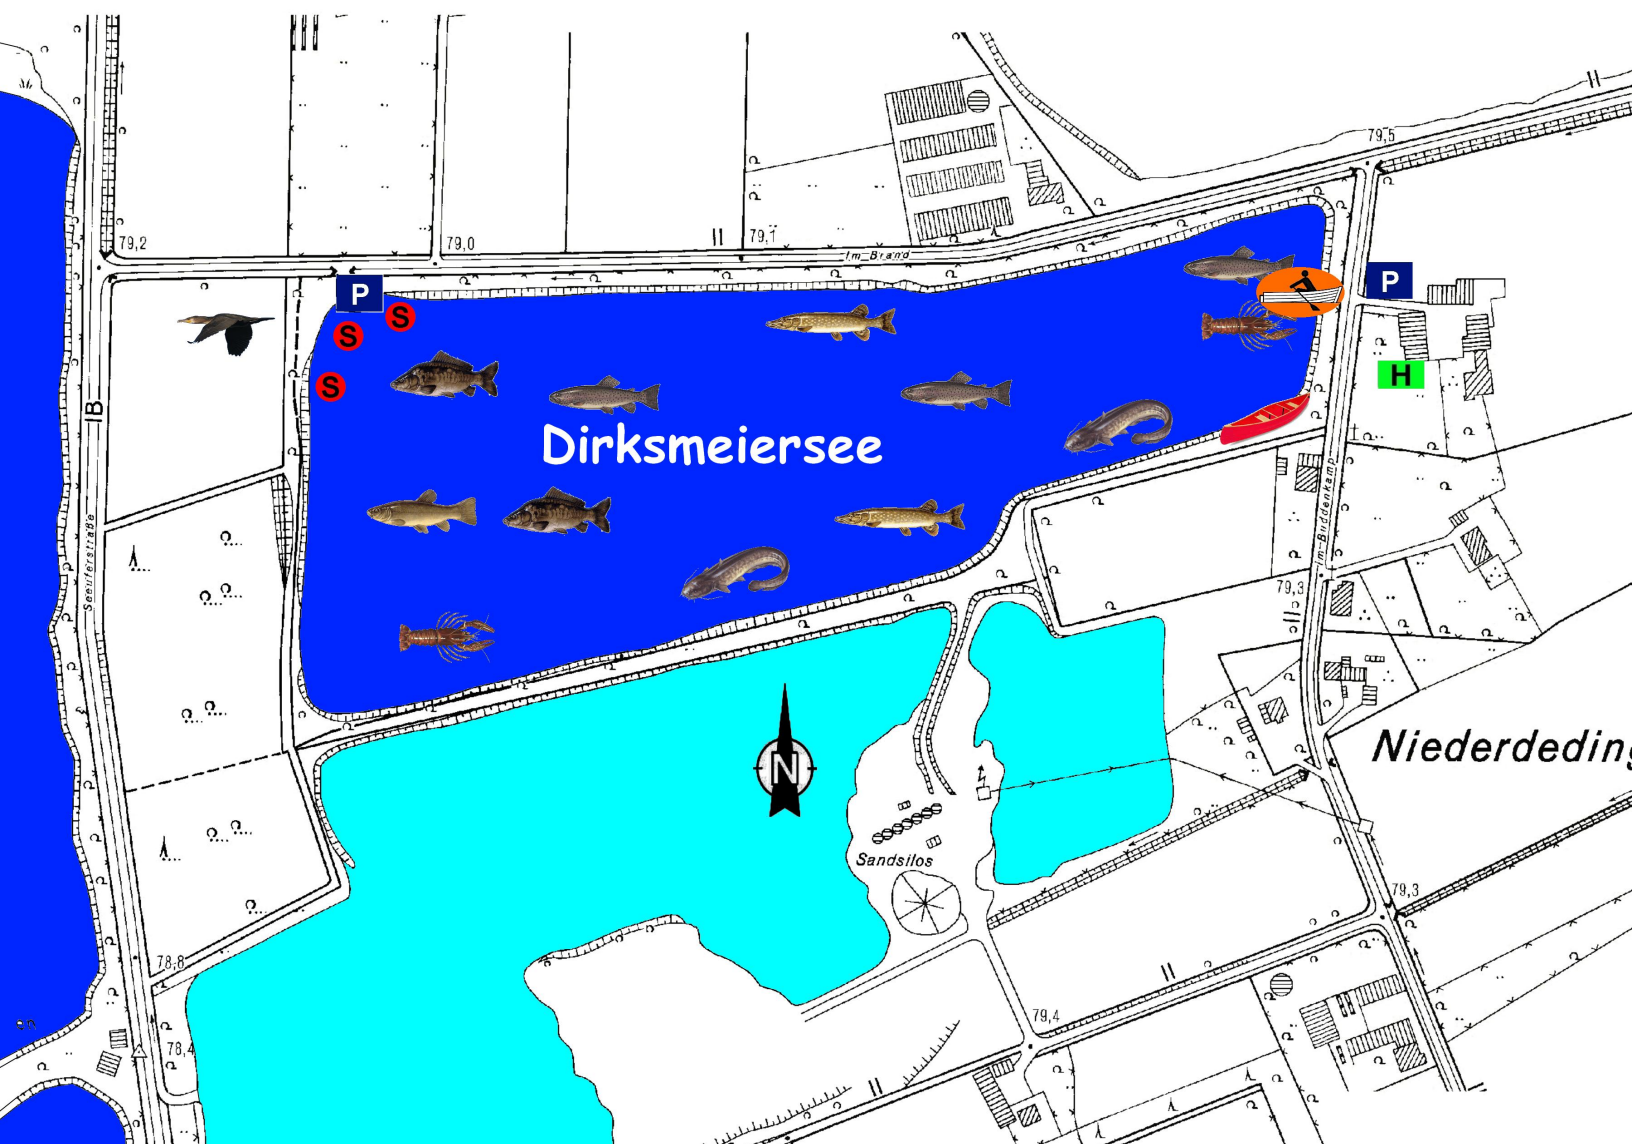 79,5
79,2
79,0
79,1
Im Brand
P
P
S
S
S
H
IB
Dirksmeiersee
Seeuferstraße
Im Büddenkamp
79,3
Niederdeding
N
Sandsilos
79,3
78,8
79,4
78,4